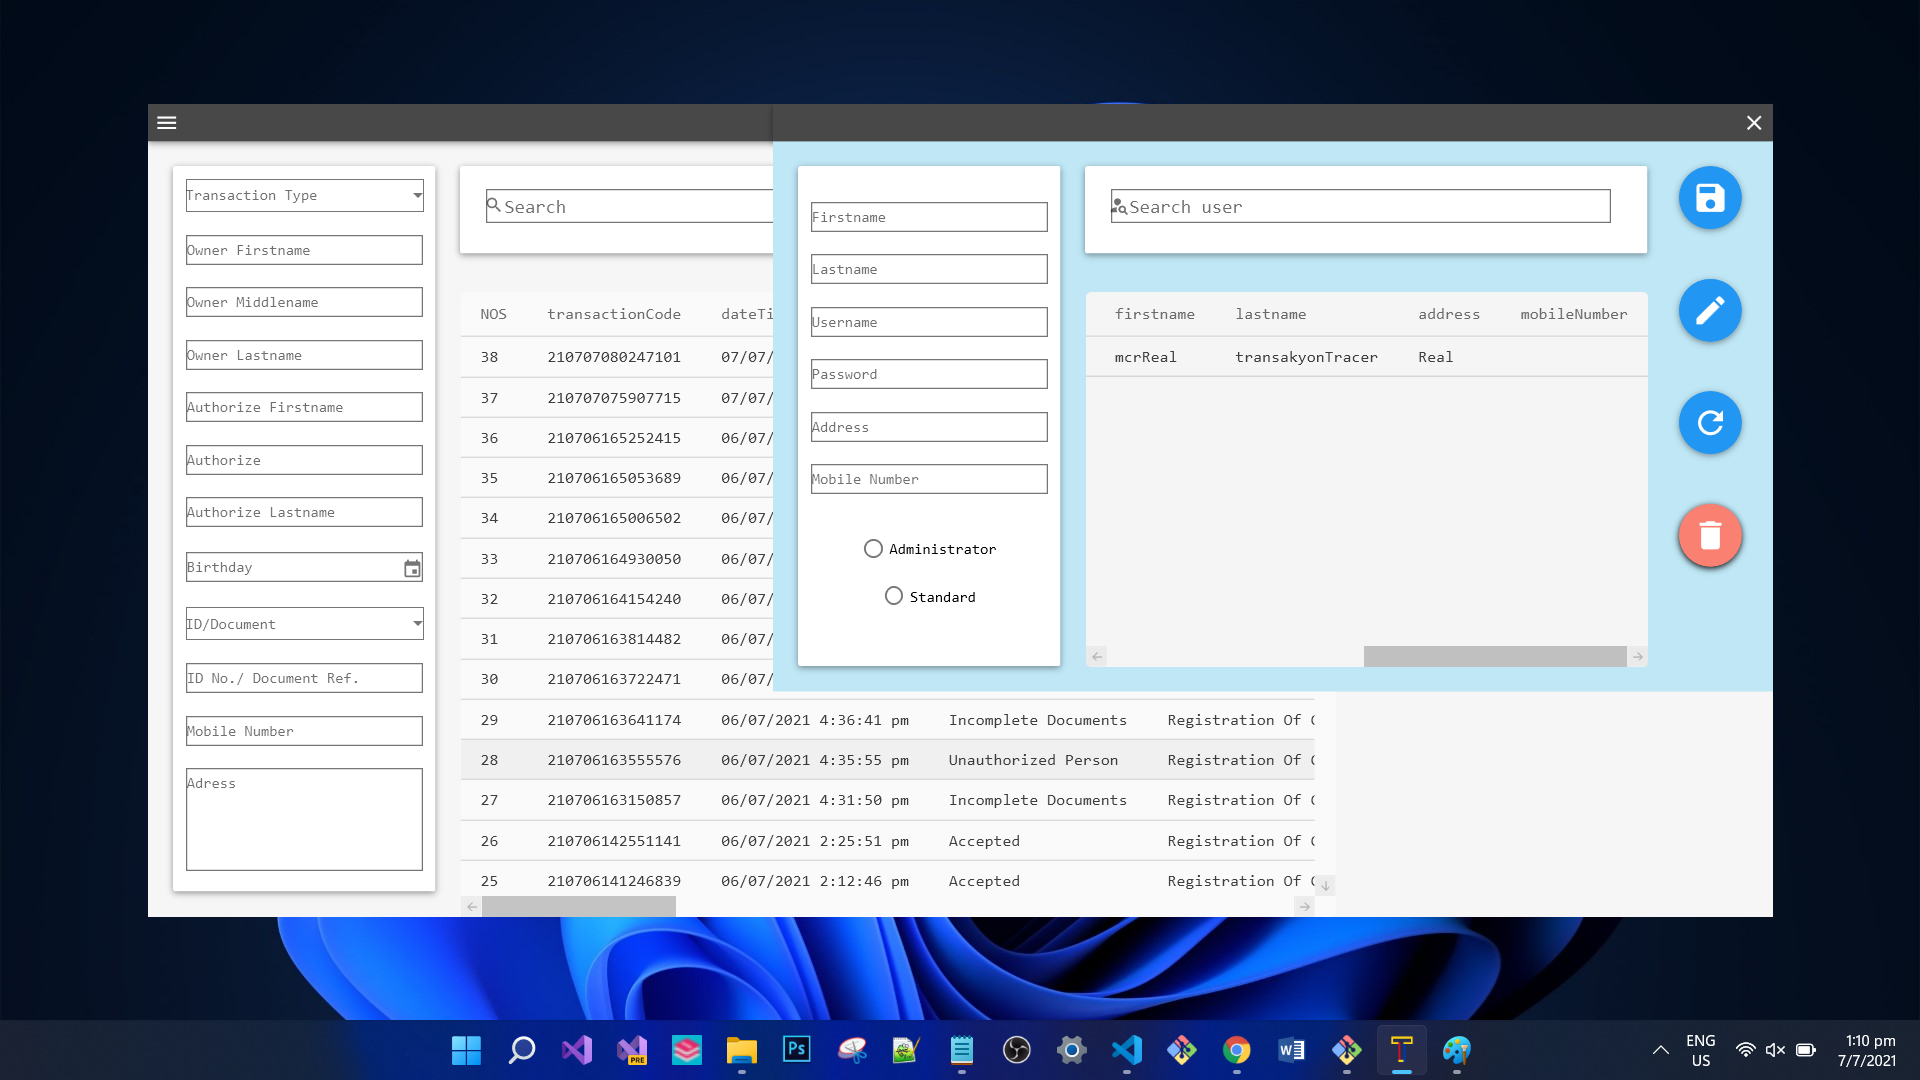 Transaction Type
Owner Firstname
Owner Middlename
Owner Lastname
Authorize Firstname
Authorize
Authorize Lastname
Birthday
ID/Document
ID No./ Document Ref.
Mobile Number
Adress
Search
NOS transactionCode dateTi
38 210707080247101 07/07/
37 210707075907715 07/07/
36 210706165252415 06/07/
35 210706165053689 06/07/
34 210706165006502 06/07/
33 210706164930050 06/07/
32 210706164154240 06/07/
31 210706163814482 06/07/
30 210706163722471 06/07/
29 210706163641174 06/07/2021 4:36:41 pm Incomplete Documents Registration Of C
28 210706163555576 06/07/2021 4:35:55 pm Unauthorized Person Registration Of C
27 210706163150857 06/07/2021 4:31:50 pm Incomplete Documents Registration Of C
26 210706142551141 06/07/2021 2:25:51 pm Accepted Registration Of C
25 210706141246839 06/07/2021 2:12:46 pm Accepted Registration Of C
Firstname
Lastname
Username
Password
Address
Mobile Number
Administrator
Standard
Search user
firstname lastname address mobileNumber
mcrReal transakyonTracer Real
PRE
Ps
W
T
ENG
US
1:10 pm
7/7/2021